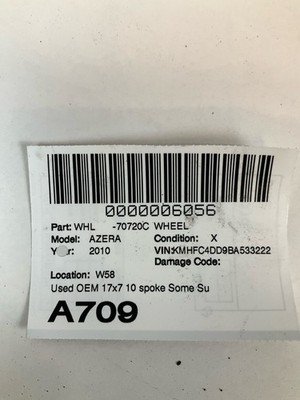 0000006056
Part: WHL -70720C WHEEL
Model: AZERA Condition: X
Year: 2010 VIN:KMHFC4DD9BA533222
Damage Code:
Location: W58
Used OEM 17x7 10 spoke Some Su
A709